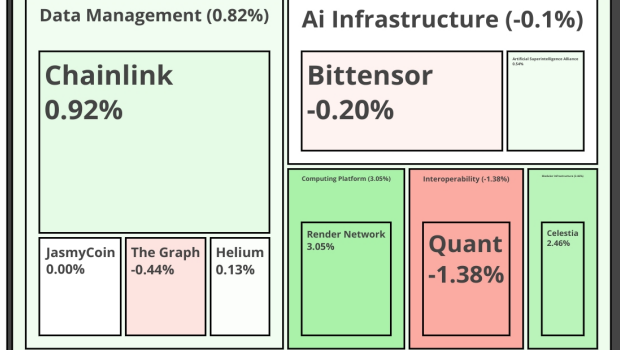 Data Management (0.82%)
Chainlink
0.92%
JasmyCoin
0.00%
The Graph
-0.44%
Helium
0.13%
Ai Infrastructure (-0.1%)
Bittensor
-0.20%
Artificial Superintelligence Alliance
0.54%
Computing Platform (3.05%)
Render Network
3.05%
Interoperability (-1.38%)
Quant
-1.38%
Celestia
2.46%